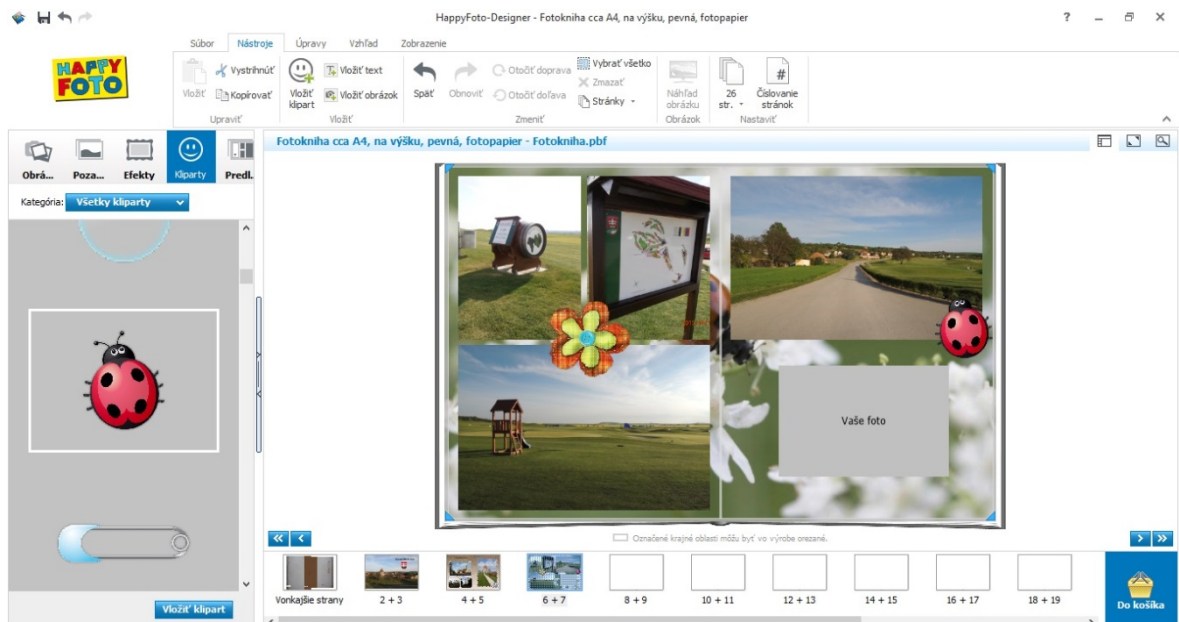 HappyFoto-Designer - Fotokniha cca A4, na výšku, pevná, fotopapier
?
HAPPY
FOTO
Súbor Nástroje Úpravy Vzhľad Zobrazenie
Vložiť
Vystrihnúť
Kopírovať
Upraviť
Vložiť klipart
Vložiť text
Vložiť obrázok
Vložiť
Späť
Obnoviť
Otočiť doprava
Otočiť doľava
Vybrať všetko
Zmazať
Stránky
Zmeniť
Náhľad obrázku
Obrázok
26 str.
#
Číslovanie stránok
Nastaviť
Obrá... Poza... Efekty Kliparty Predl.
Kategória: Všetky kliparty
Vložiť klipart
Fotokniha cca A4, na výšku, pevná, fotopapier - Fotokniha.pbf
Vaše foto
Označené krajné oblasti môžu byť vo výrobe orezané.
Vonkajšie strany 2 + 3 4 + 5 6 + 7 8 + 9 10 + 11 12 + 13 14 + 15 16 + 17 18 + 19
Do košíka